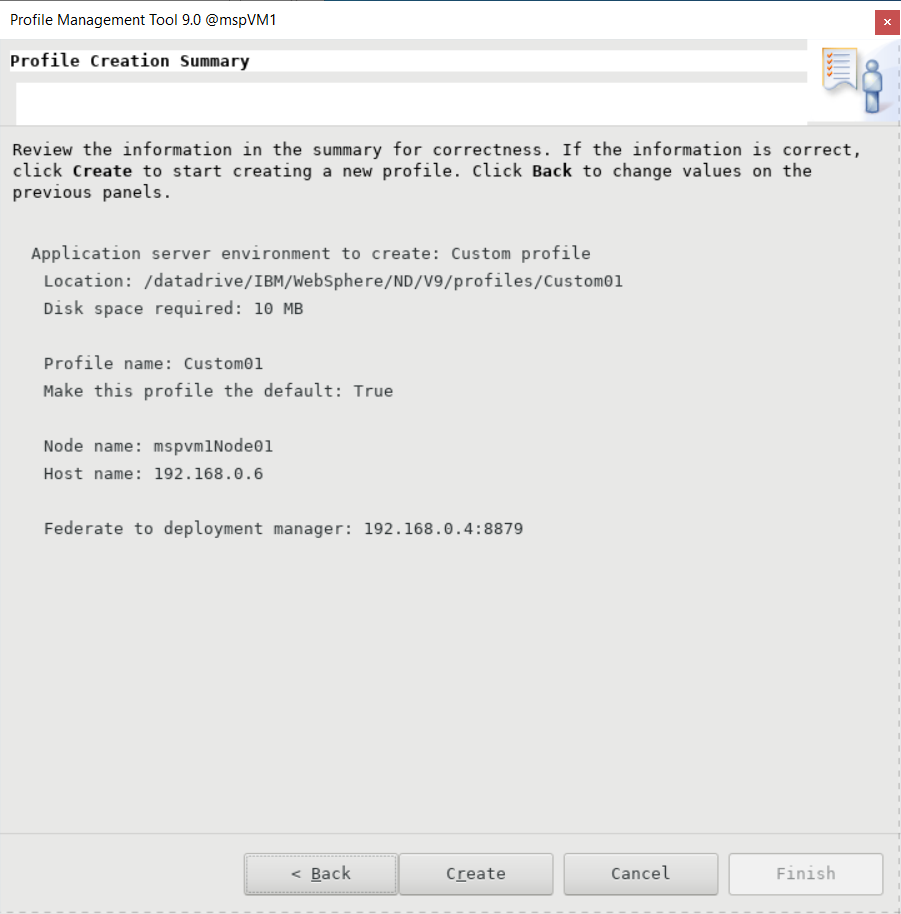 Profile Management Tool 9.0 @mspVM1
Profile Creation Summary
Review the information in the summary for correctness. If the information is correct,
click Create to start creating a new profile. Click Back to change values on the
previous panels.
Application server environment to create: Custom profile
Location: /datadrive/IBM/WebSphere/ND/V9/profiles/Custom01
Disk space required: 10 MB
Profile name: Custom01
Make this profile the default: True
Node name: mspvm1Node01
Host name: 192.168.0.6
Federate to deployment manager: 192.168.0.4:8879
< Back Create Cancel Finish